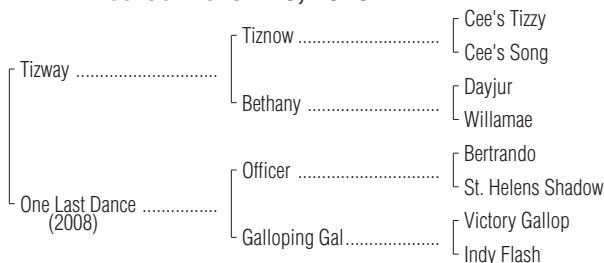 Tizway
One Last Dance
(2008)
Tiznow
Bethany
Officer
Galloping Gal
Cee's Tizzy
Cee's Song
Dayjur
Willamae
Bertrando
St. Helens Shadow
Victory Gallop
Indy Flash